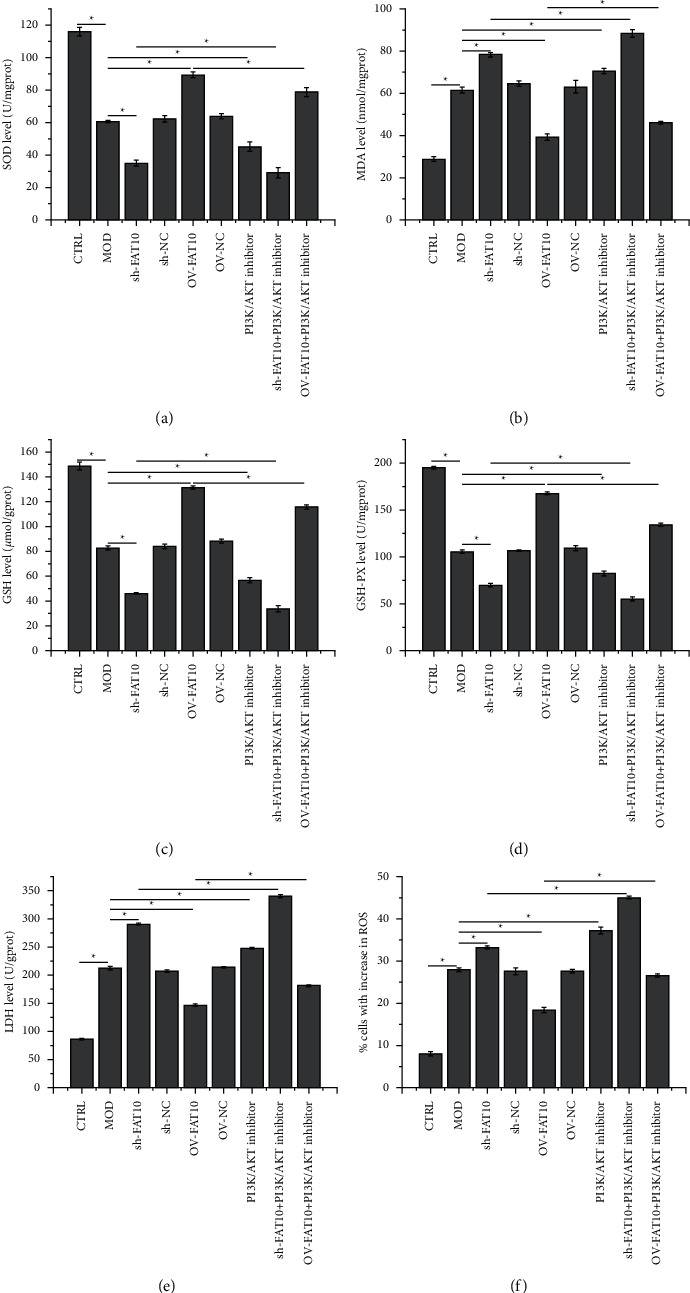 SOD level (U/mgprot)
120
100
80
60
40
20
0
* * * * * *
CTRL
MOD
sh-FAT10
sh-NC
OV-FAT10
OV-NC
PI3K/AKT inhibitor
sh-FAT10+PI3K/AKT inhibitor
OV-FAT10+PI3K/AKT inhibitor
(a)
MDA level (nmol/mgprot)
100
80
60
40
20
0
* * * * * *
CTRL
MOD
sh-FAT10
sh-NC
OV-FAT10
OV-NC
PI3K/AKT inhibitor
sh-FAT10+PI3K/AKT inhibitor
OV-FAT10+PI3K/AKT inhibitor
(b)
GSH level (μmol/gprot)
160
140
120
100
80
60
40
20
0
* * * * * *
CTRL
MOD
sh-FAT10
sh-NC
OV-FAT10
OV-NC
PI3K/AKT inhibitor
sh-FAT10+PI3K/AKT inhibitor
OV-FAT10+PI3K/AKT inhibitor
(c)
GSH-PX level (U/mgprot)
200
150
100
50
0
* * * * * *
CTRL
MOD
sh-FAT10
sh-NC
OV-FAT10
OV-NC
PI3K/AKT inhibitor
sh-FAT10+PI3K/AKT inhibitor
OV-FAT10+PI3K/AKT inhibitor
(d)
LDH level (U/gprot)
350
300
250
200
150
100
50
0
* * * * * *
CTRL
MOD
sh-FAT10
sh-NC
OV-FAT10
OV-NC
PI3K/AKT inhibitor
sh-FAT10+PI3K/AKT inhibitor
OV-FAT10+PI3K/AKT inhibitor
(e)
% cells with increase in ROS
50
40
30
20
10
0
* * * * * *
CTRL
MOD
sh-FAT10
sh-NC
OV-FAT10
OV-NC
PI3K/AKT inhibitor
sh-FAT10+PI3K/AKT inhibitor
OV-FAT10+PI3K/AKT inhibitor
(f)